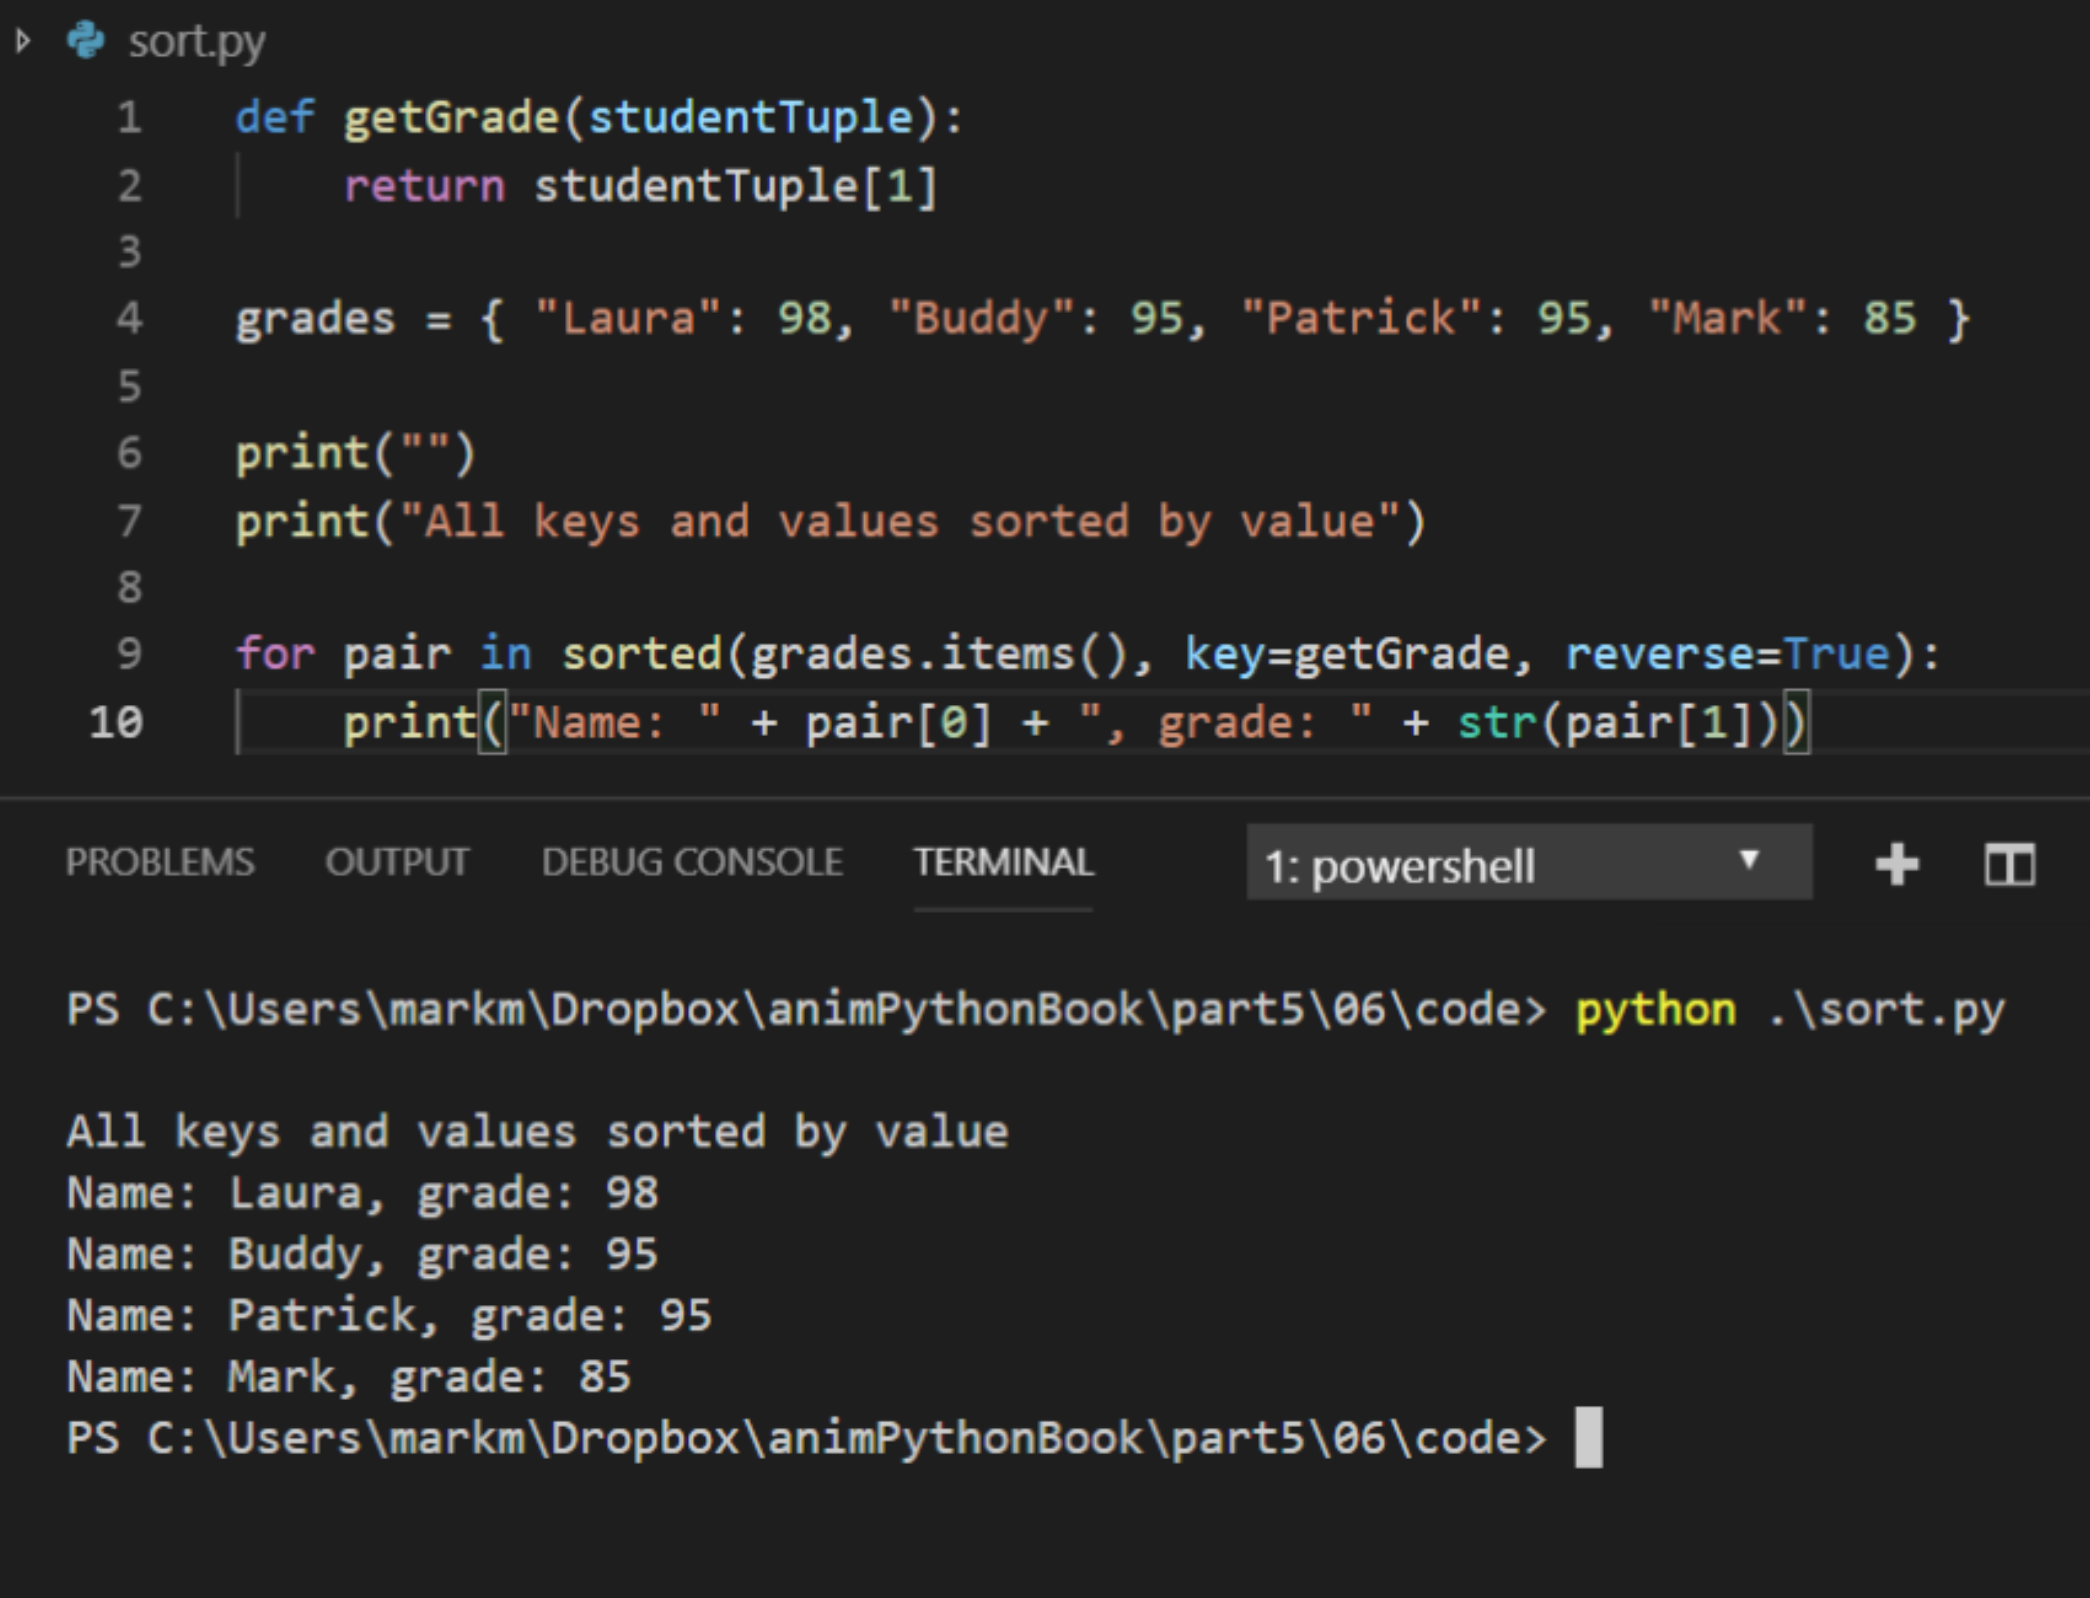 sort.py
1 def getGrade(studentTuple):
2     return studentTuple[1]
3
4 grades = { "Laura": 98, "Buddy": 95, "Patrick": 95, "Mark": 85 }
5
6 print("")
7 print("All keys and values sorted by value")
8
9 for pair in sorted(grades.items(), key=getGrade, reverse=True):
10     print("Name: " + pair[0] + ", grade: " + str(pair[1]))
PROBLEMS OUTPUT DEBUG CONSOLE TERMINAL 1: powershell
PS C:\Users\markm\Dropbox\animPythonBook\part5\06\code> python .\sort.py
All keys and values sorted by value
Name: Laura, grade: 98
Name: Buddy, grade: 95
Name: Patrick, grade: 95
Name: Mark, grade: 85
PS C:\Users\markm\Dropbox\animPythonBook\part5\06\code>